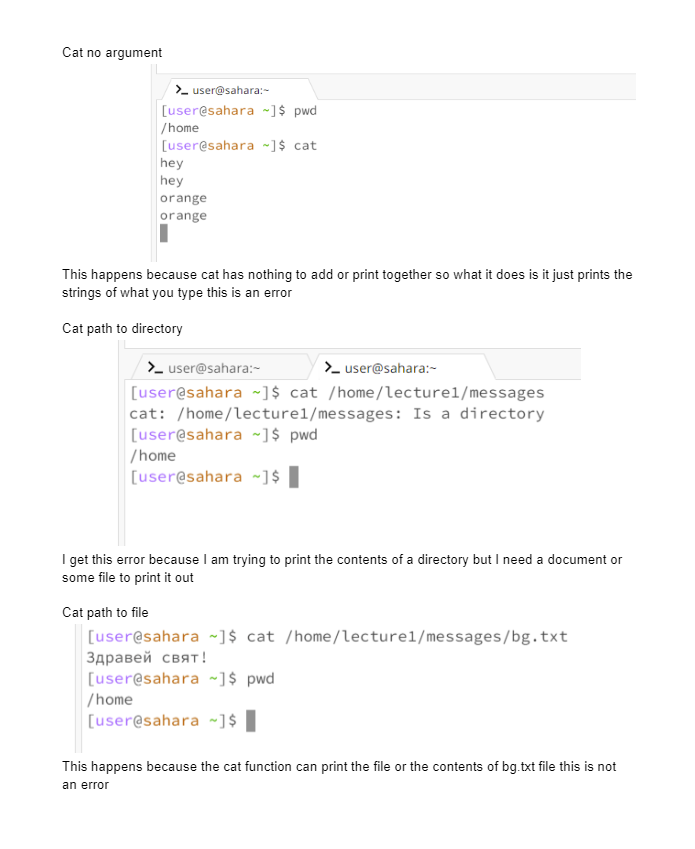 Cat no argument
>_ user@sahara:~
[user@sahara ~]$ pwd
/home
[user@sahara ~]$ cat
hey
hey
orange
orange
This happens because cat has nothing to add or print together so what it does is it just prints the
strings of what you type this is an error
Cat path to directory
>_ user@sahara:~ >_ user@sahara:~
[user@sahara ~]$ cat /home/lecture1/messages
cat: /home/lecture1/messages: Is a directory
[user@sahara ~]$ pwd
/home
[user@sahara ~]$
I get this error because I am trying to print the contents of a directory but I need a document or
some file to print it out
Cat path to file
[user@sahara ~]$ cat /home/lecture1/messages/bg.txt
Здравей свят!
[user@sahara ~]$ pwd
/home
[user@sahara ~]$
This happens because the cat function can print the file or the contents of bg.txt file this is not
an error